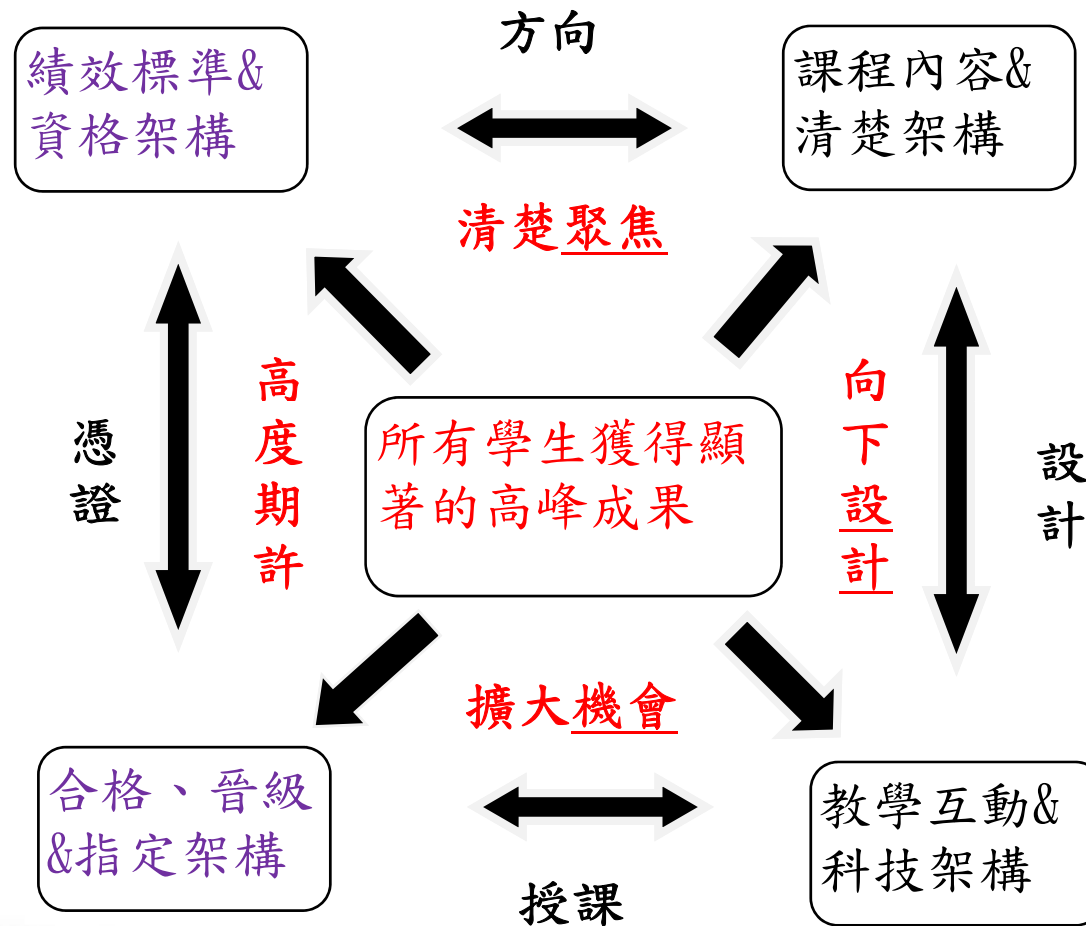 方向
績效標準&
資格架構
課程內容&
清楚架構
清楚聚焦
憑證
高度期許
所有學生獲得顯
著的高峰成果
向下設計
設計
擴大機會
合格、晉級
&指定架構
教學互動&
科技架構
授課